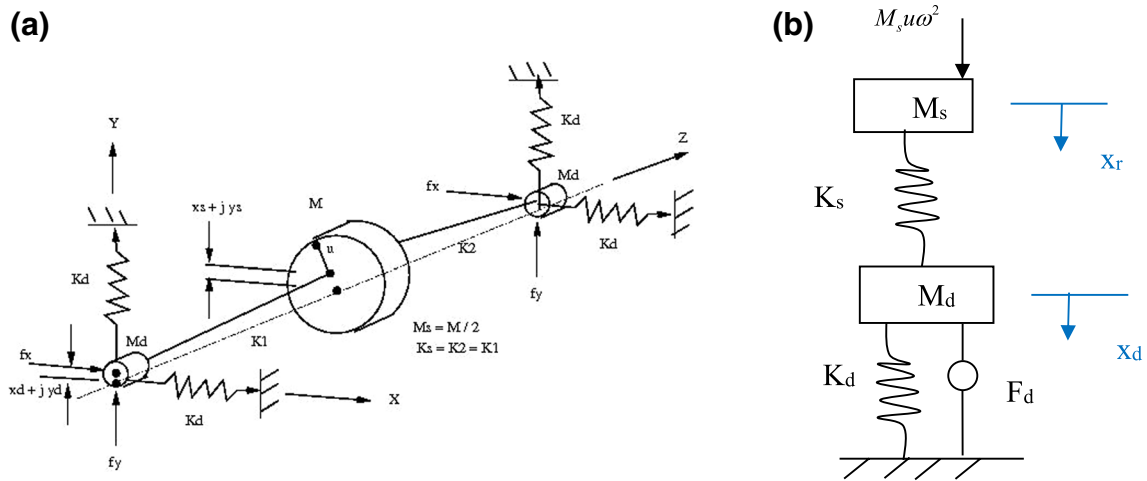 (a)
Y
Kd
fx
xd + j yd
Md
fy
Kd
X
K1
xs + j ys
M
u
Ms = M / 2
Ks = K2 = K1
K2
fx
Kd
Md
Z
Kd
fy
(b)
Msuω²
Ms
xr
Ks
Md
xd
Kd
Fd